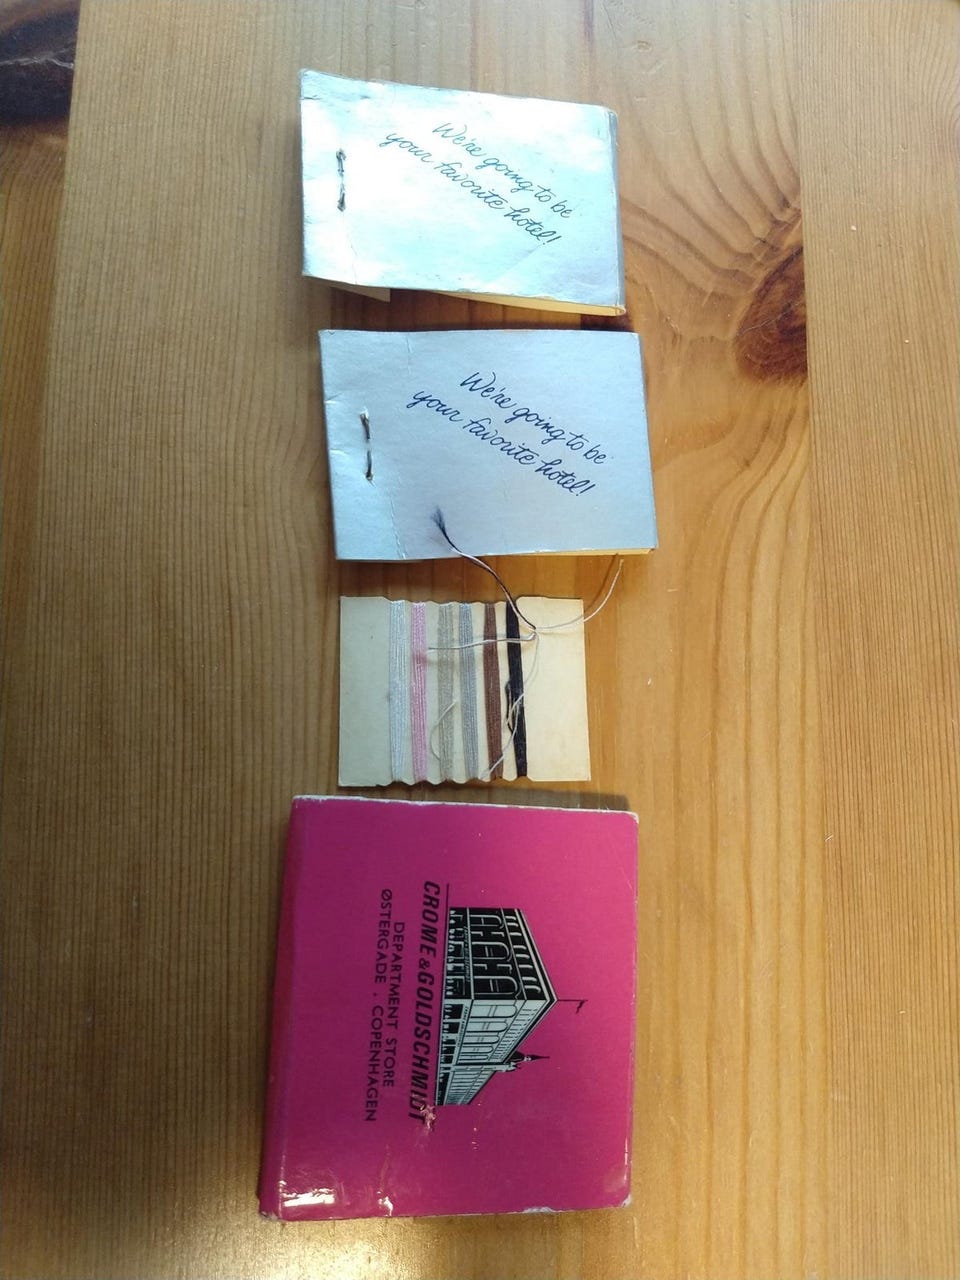 We're going to be
your favorite hotel!
We're going to be
your favorite hotel!
CROME & GOLDSCHMIDT
DEPARTMENT STORE
ØSTERGADE . COPENHAGEN